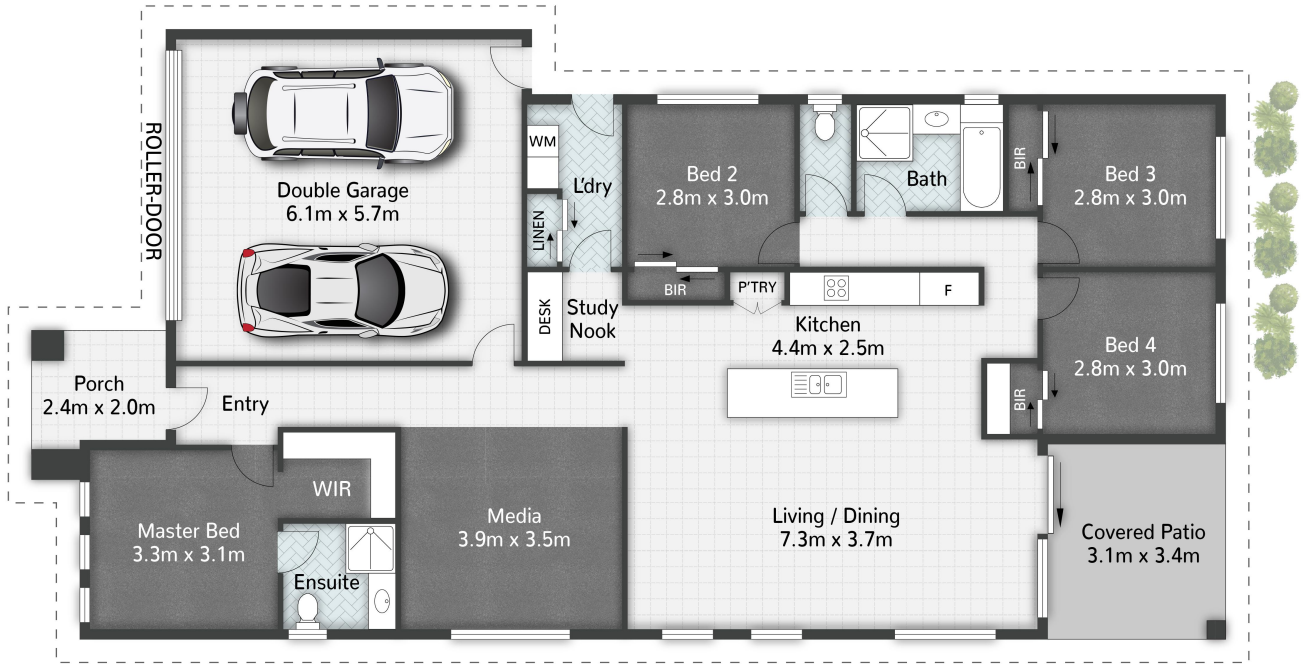 ROLLER-DOOR
Double Garage
6.1m x 5.7m
WM
L'dry
LINEN
DESK
Study
Nook
Bed 2
2.8m x 3.0m
BIR
P'TRY
F
Bath
BIR
Bed 3
2.8m x 3.0m
Kitchen
4.4m x 2.5m
Bed 4
2.8m x 3.0m
BIR
Porch
2.4m x 2.0m
Entry
WIR
Master Bed
3.3m x 3.1m
Ensuite
Media
3.9m x 3.5m
Living / Dining
7.3m x 3.7m
Covered Patio
3.1m x 3.4m